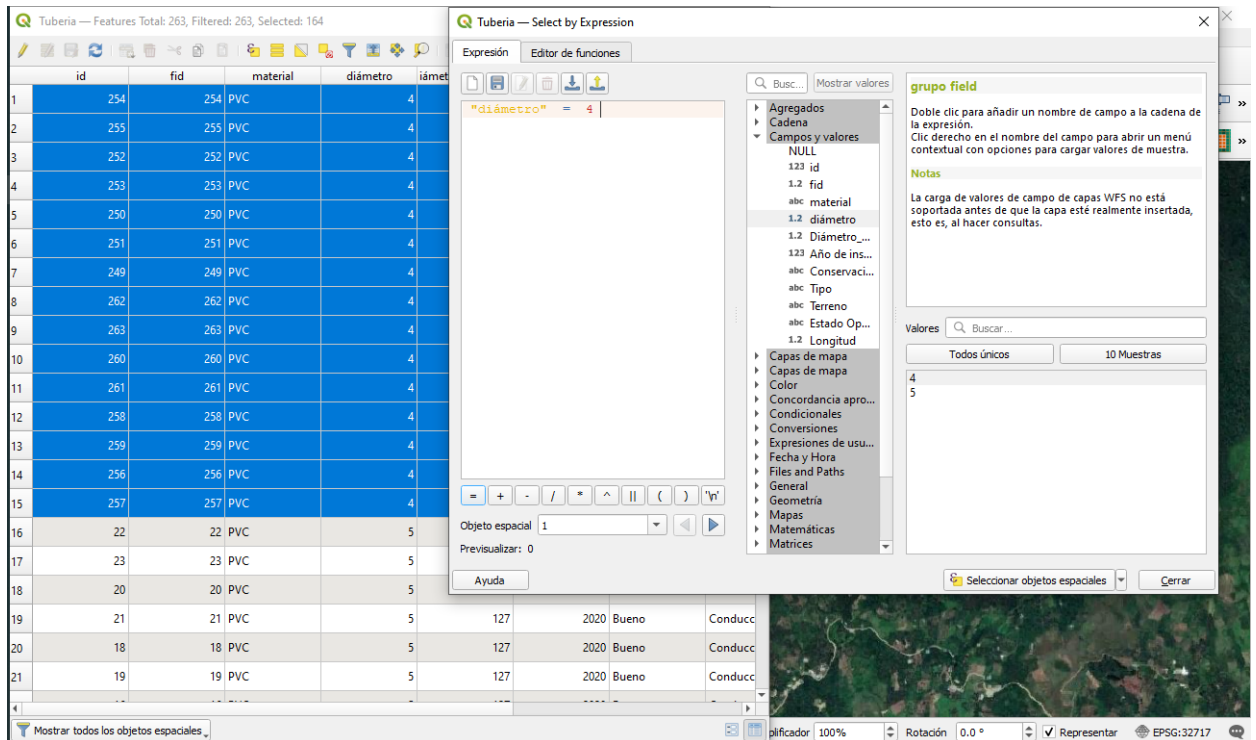 Tuberia — Features Total: 263, Filtered: 263, Selected: 164
id fid material diámetro iámet
1 254 254 PVC 4
2 255 255 PVC 4
3 252 252 PVC 4
4 253 253 PVC 4
5 250 250 PVC 4
6 251 251 PVC 4
7 249 249 PVC 4
8 262 262 PVC 4
9 263 263 PVC 4
10 260 260 PVC 4
11 261 261 PVC 4
12 258 258 PVC 4
13 259 259 PVC 4
14 256 256 PVC 4
15 257 257 PVC 4
16 22 22 PVC 5
17 23 23 PVC 5
18 20 20 PVC 5
19 21 21 PVC 5 127 2020 Bueno Conducc
20 18 18 PVC 5 127 2020 Bueno Conducc
21 19 19 PVC 5 127 2020 Bueno Conducc
Mostrar todos los objetos espaciales
Tuberia — Select by Expression
Expresión Editor de funciones
"diámetro" = 4
= + - / * ^ || ( ) '\n'
Objeto espacial 1
Previsualizar: 0
Ayuda
Busc... Mostrar valores
Agregados
Cadena
Campos y valores
NULL
123 id
1.2 fid
abc material
1.2 diámetro
1.2 Diámetro_...
123 Año de ins...
abc Conservaci...
abc Tipo
abc Terreno
abc Estado Op...
1.2 Longitud
Capas de mapa
Capas de mapa
Color
Concordancia apro...
Condicionales
Conversiones
Expresiones de usu...
Fecha y Hora
Files and Paths
General
Geometría
Mapas
Matemáticas
Matrices
grupo field
Doble clic para añadir un nombre de campo a la cadena de
la expresión.
Clic derecho en el nombre del campo para abrir un menú
contextual con opciones para cargar valores de muestra.
Notas
La carga de valores de campo de capas WFS no está
soportada antes de que la capa esté realmente insertada,
esto es, al hacer consultas.
Valores Buscar...
Todos únicos 10 Muestras
4
5
Seleccionar objetos espaciales Cerrar
plificador 100% Rotación 0.0 ° Representar EPSG:32717